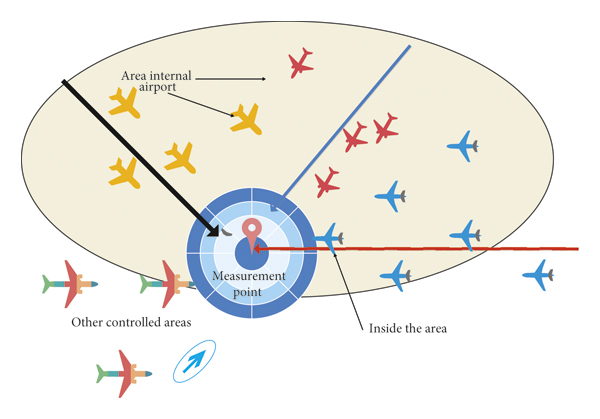 Area internal
airport
Measurement
point
Other controlled areas
Inside the area